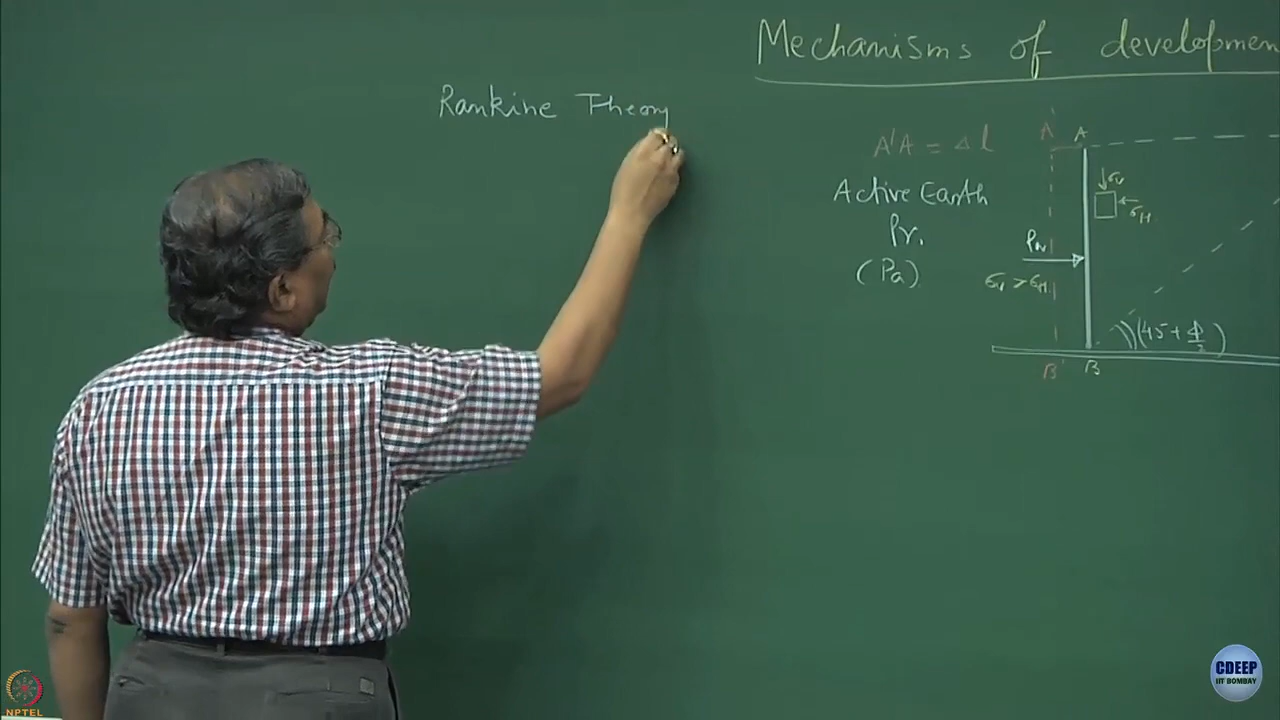 Mechanisms of developmen
Rankine Theory
A'A = Δl
A' A
Active Earth
Pr.
(Pa)
σv
σH
Pa
σv > σH
(45 + φ/2)
B' B
NPTEL
CDEEP
IIT BOMBAY